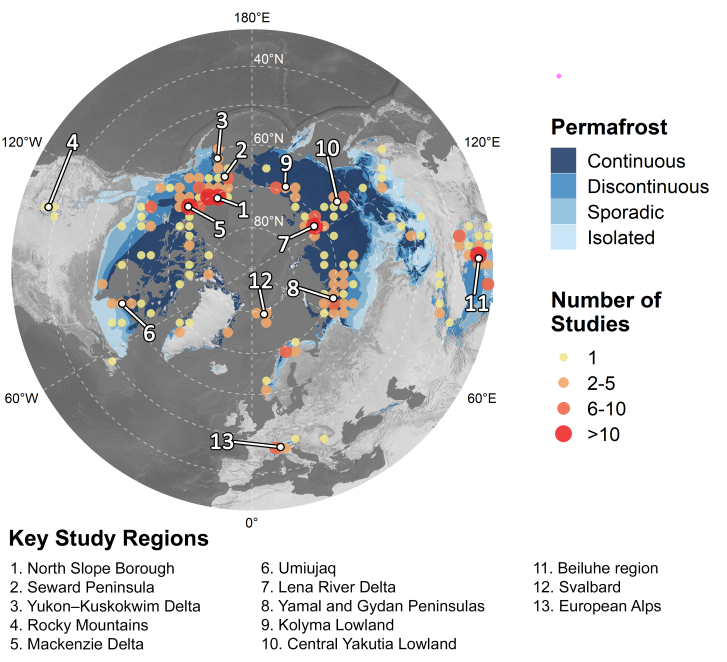 180°E
40°N
120°W
3
4
60°N
120°E
2
9
10
Permafrost
Continuous
Discontinuous
Sporadic
Isolated
1
5
80°N
7
12
8
11
6
Number of
Studies
1
2-5
6-10
>10
60°W
60°E
13
0°
Key Study Regions
1. North Slope Borough
2. Seward Peninsula
3. Yukon–Kuskokwim Delta
4. Rocky Mountains
5. Mackenzie Delta
6. Umiujaq
7. Lena River Delta
8. Yamal and Gydan Peninsulas
9. Kolyma Lowland
10. Central Yakutia Lowland
11. Beiluhe region
12. Svalbard
13. European Alps